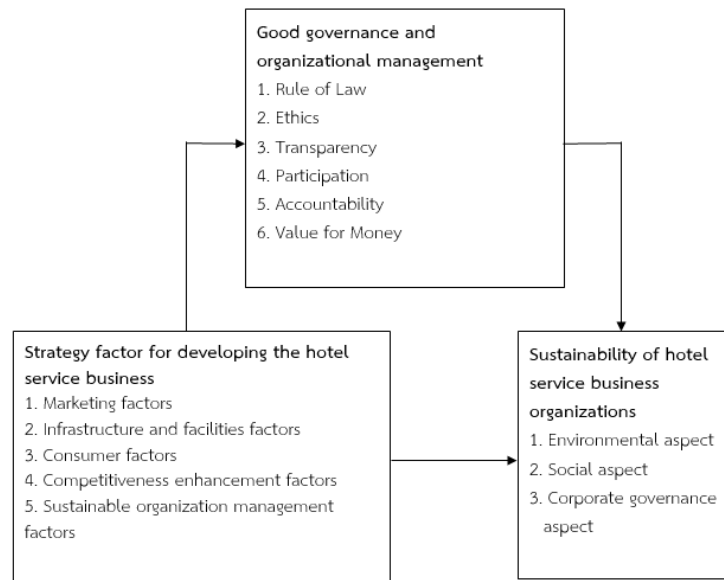 Good governance and
organizational management
1. Rule of Law
2. Ethics
3. Transparency
4. Participation
5. Accountability
6. Value for Money
Strategy factor for developing the hotel
service business
1. Marketing factors
2. Infrastructure and facilities factors
3. Consumer factors
4. Competitiveness enhancement factors
5. Sustainable organization management
factors
Sustainability of hotel
service business
organizations
1. Environmental aspect
2. Social aspect
3. Corporate governance
aspect